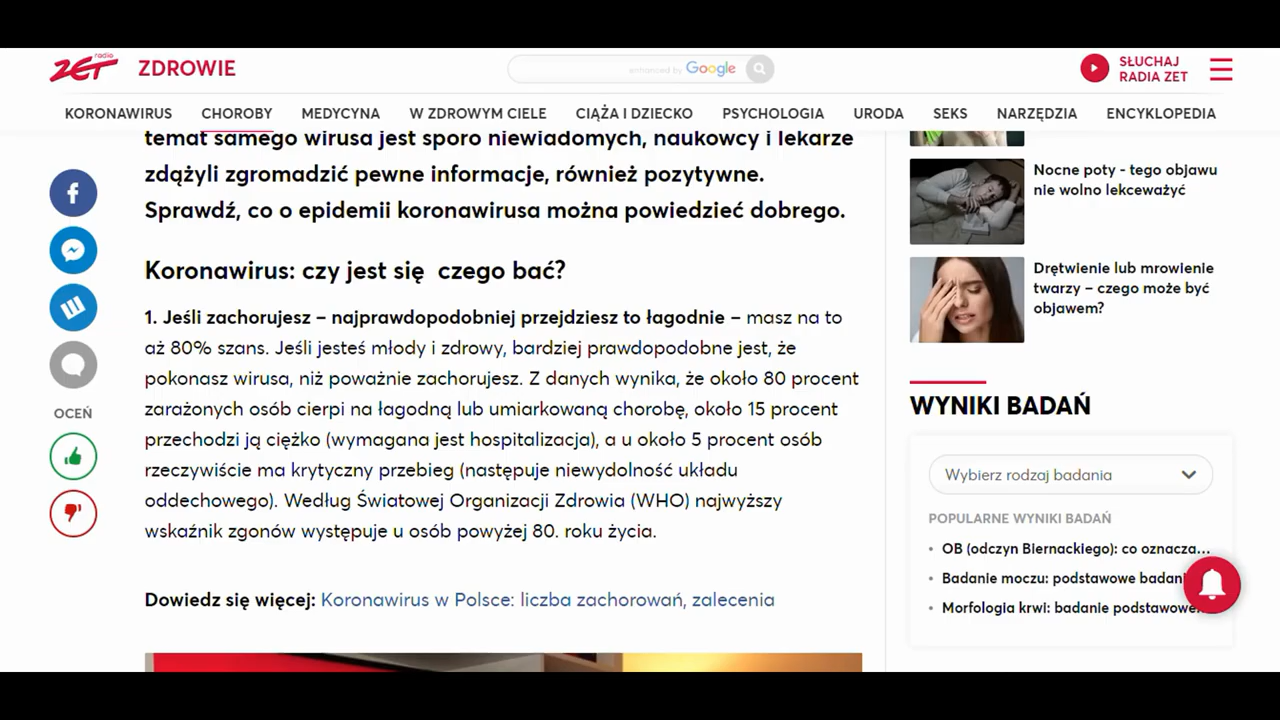 radio
ZET
ZDROWIE
enhanced by Google
SŁUCHAJ
RADIA ZET
KORONAWIRUS
CHOROBY
MEDYCYNA
W ZDROWYM CIELE
CIĄŻA I DZIECKO
PSYCHOLOGIA
URODA
SEKS
NARZĘDZIA
ENCYKLOPEDIA
temat samego wirusa jest sporo niewiadomych, naukowcy i lekarze
zdążyli zgromadzić pewne informacje, również pozytywne.
Sprawdź, co o epidemii koronawirusa można powiedzieć dobrego.
Koronawirus: czy jest się czego bać?
1. Jeśli zachorujesz – najprawdopodobniej przejdziesz to łagodnie – masz na to
aż 80% szans. Jeśli jesteś młody i zdrowy, bardziej prawdopodobne jest, że
pokonasz wirusa, niż poważnie zachorujesz. Z danych wynika, że około 80 procent
zarażonych osób cierpi na łagodną lub umiarkowaną chorobę, około 15 procent
przechodzi ją ciężko (wymagana jest hospitalizacja), a u około 5 procent osób
rzeczywiście ma krytyczny przebieg (następuje niewydolność układu
oddechowego). Według Światowej Organizacji Zdrowia (WHO) najwyższy
wskaźnik zgonów występuje u osób powyżej 80. roku życia.
Dowiedz się więcej: Koronawirus w Polsce: liczba zachorowań, zalecenia
OCEŃ
Nocne poty - tego objawu
nie wolno lekceważyć
Drętwienie lub mrowienie
twarzy – czego może być
objawem?
WYNIKI BADAŃ
Wybierz rodzaj badania
POPULARNE WYNIKI BADAŃ
• OB (odczyn Biernackiego): co oznacza...
• Badanie moczu: podstawowe badani
• Morfologia krwi: badanie podstawowe...